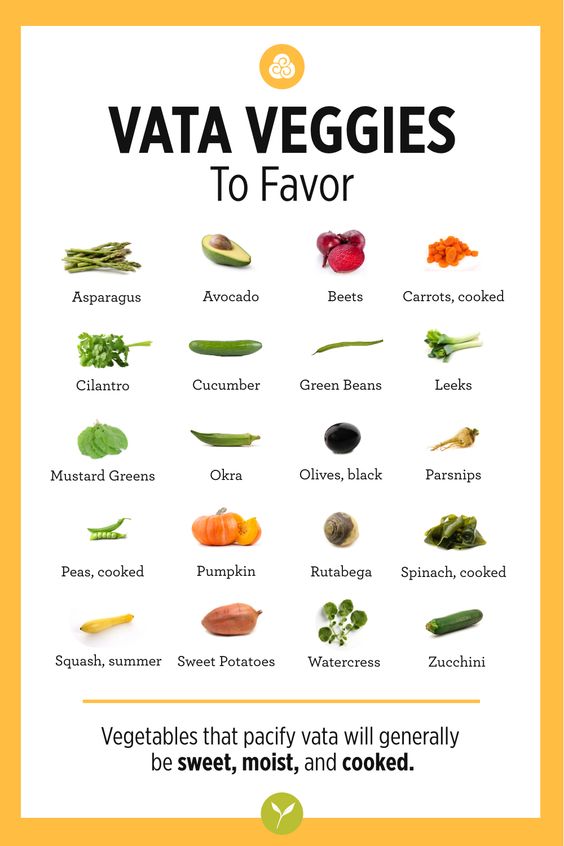 VATA VEGGIES
To Favor
Asparagus
Avocado
Beets
Carrots, cooked
Cilantro
Cucumber
Green Beans
Leeks
Mustard Greens
Okra
Olives, black
Parsnips
Peas, cooked
Pumpkin
Rutabega
Spinach, cooked
Squash, summer
Sweet Potatoes
Watercress
Zucchini
Vegetables that pacify vata will generally
be sweet, moist, and cooked.